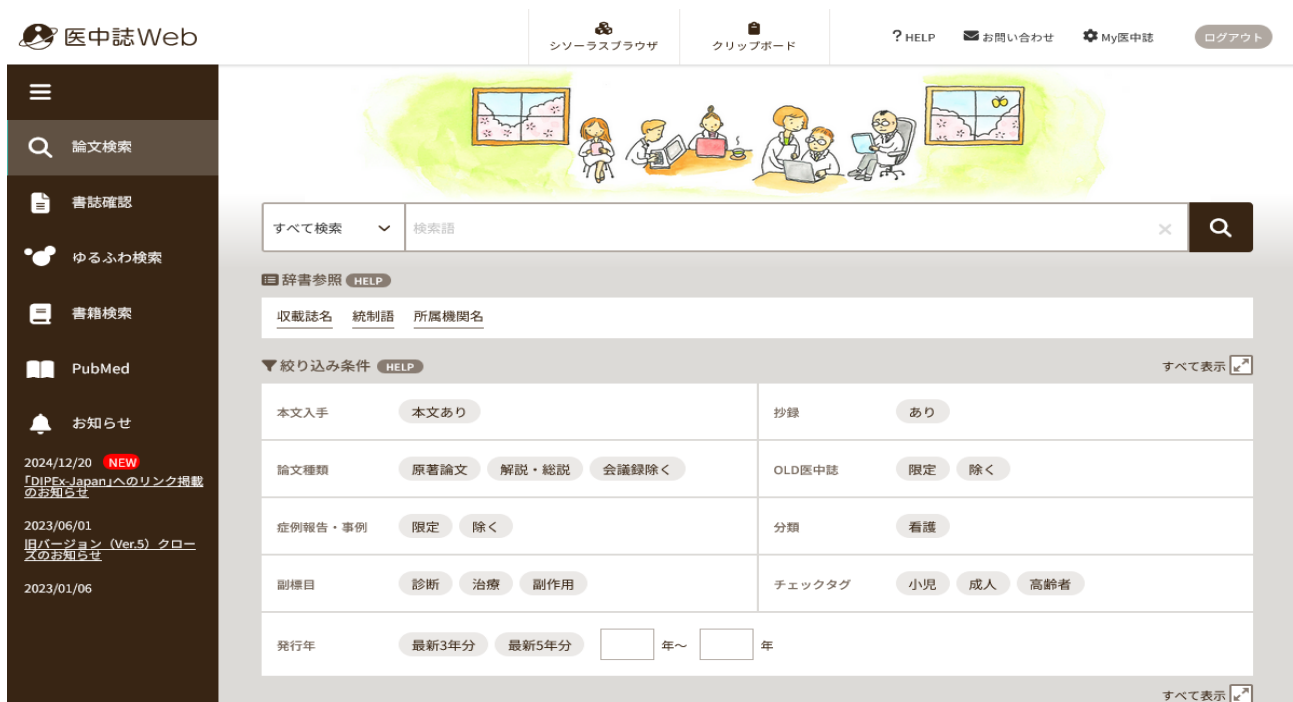 医中誌Web
シソーラスブラウザ
クリップボード
? HELP
お問い合わせ
My医中誌
ログアウト
論文検索
書誌確認
ゆるふわ検索
書籍検索
PubMed
お知らせ
2024/12/20 NEW
「DIPEx-Japan」へのリンク掲載
のお知らせ
2023/06/01
旧バージョン（Ver.5）クロー
ズのお知らせ
2023/01/06
すべて検索 検索語
辞書参照 HELP
収載誌名 統制語 所属機関名
絞り込み条件 HELP すべて表示
本文入手 本文あり 抄録 あり
論文種類 原著論文 解説・総説 会議録除く OLD医中誌 限定 除く
症例報告・事例 限定 除く 分類 看護
副標目 診断 治療 副作用 チェックタグ 小児 成人 高齢者
発行年 最新3年分 最新5年分 年～ 年
すべて表示